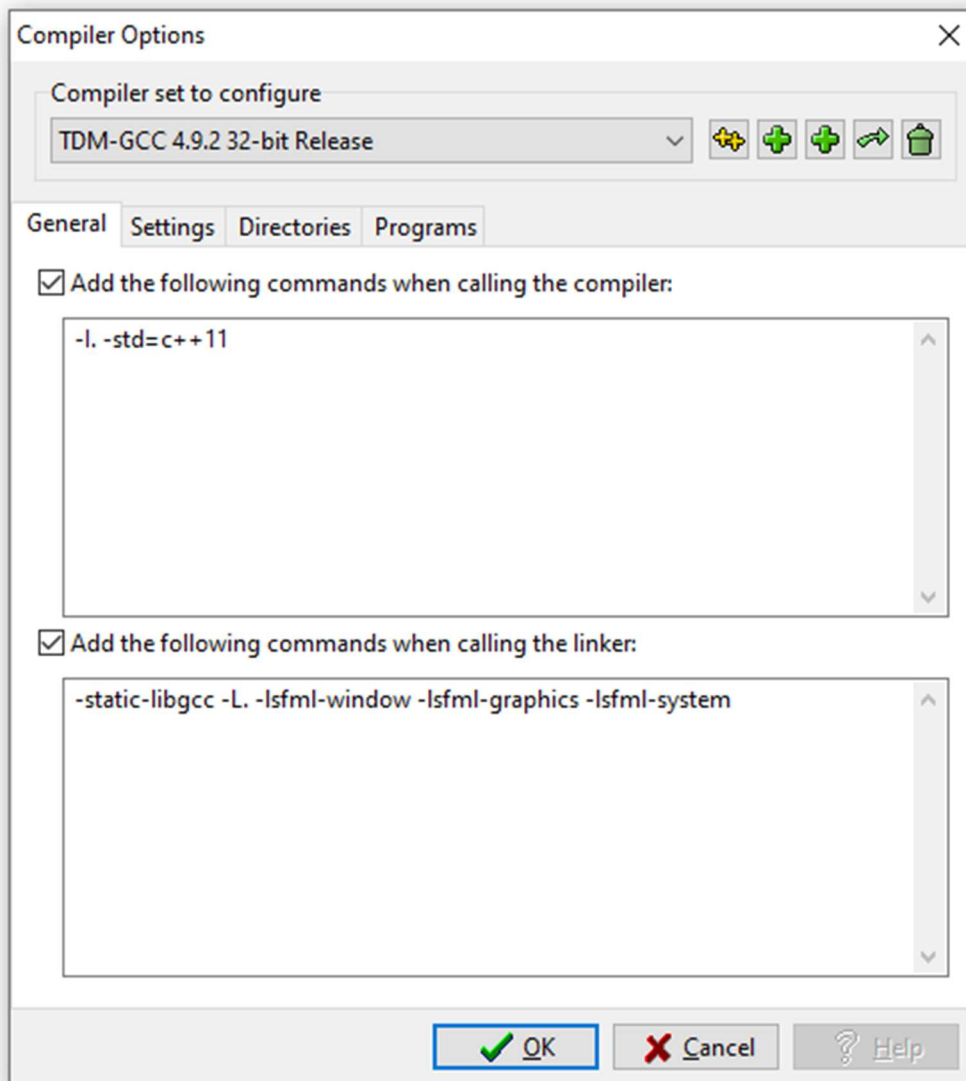 Compiler Options
Compiler set to configure
TDM-GCC 4.9.2 32-bit Release
General Settings Directories Programs
Add the following commands when calling the compiler:
-I. -std=c++11
Add the following commands when calling the linker:
-static-libgcc -L. -lsfml-window -lsfml-graphics -lsfml-system
OK Cancel Help